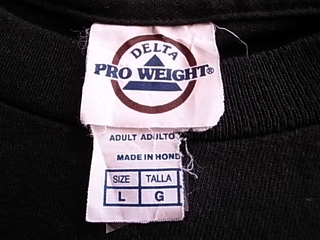 DELTA
PRO WEIGHT®
ADULT ADULTO
MADE IN HOND
SIZE TALLA
L G